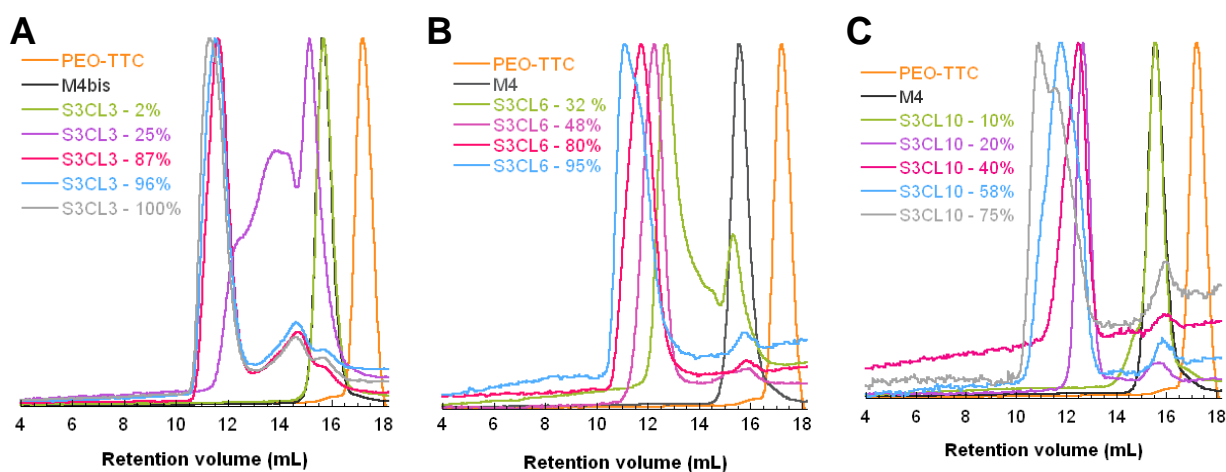 A
PEO-TTC
M4bis
S3CL3 - 2%
S3CL3 - 25%
S3CL3 - 87%
S3CL3 - 96%
S3CL3 - 100%
4 6 8 10 12 14 16 18
Retention volume (mL)
B
PEO-TTC
M4
S3CL6 - 32 %
S3CL6 - 48%
S3CL6 - 80%
S3CL6 - 95%
4 6 8 10 12 14 16 18
Retention volume (mL)
C
PEO-TTC
M4
S3CL10 - 10%
S3CL10 - 20%
S3CL10 - 40%
S3CL10 - 58%
S3CL10 - 75%
4 6 8 10 12 14 16 18
Retention volume (mL)